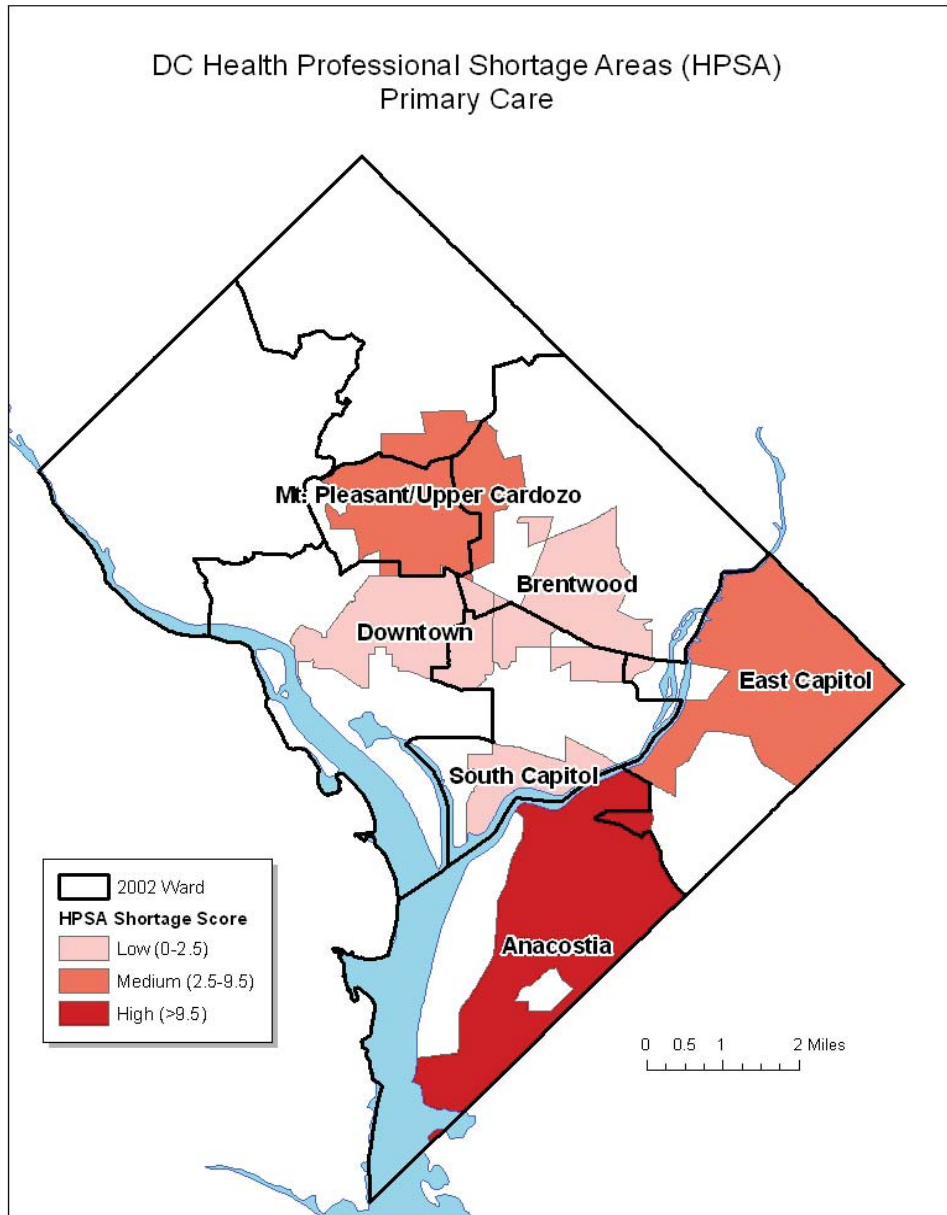 DC Health Professional Shortage Areas (HPSA)
Primary Care
Mt. Pleasant/Upper Cardozo
Brentwood
Downtown
East Capitol
South Capitol
Anacostia
2002 Ward
HPSA Shortage Score
Low (0-2.5)
Medium (2.5-9.5)
High (>9.5)
0 0.5 1 2 Miles